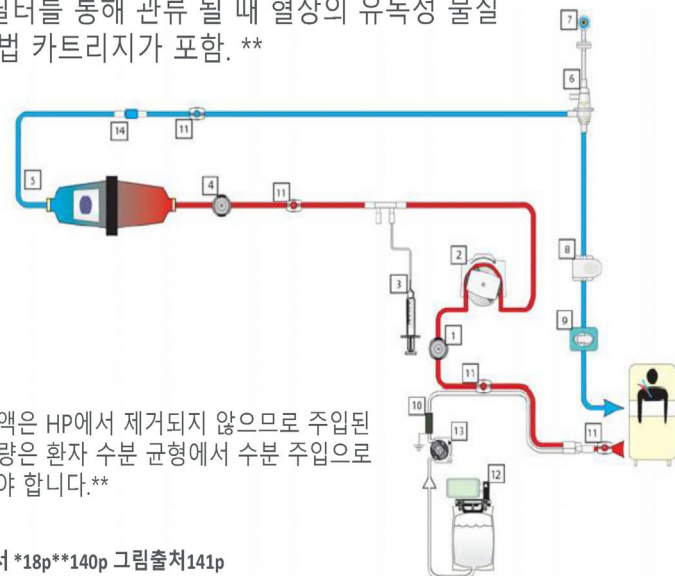 필터를 통해 관류 될 때 혈상의 유독성 물질
법 카트리지가 포함. **
7
6
14
11
5
4
11
2
3
8
1
9
11
10
13
11
12
액은 HP에서 제거되지 않으므로 주입된
량은 환자 수분 균형에서 수분 주입으로
야 합니다.**
서 *18p**140p 그림출처141p